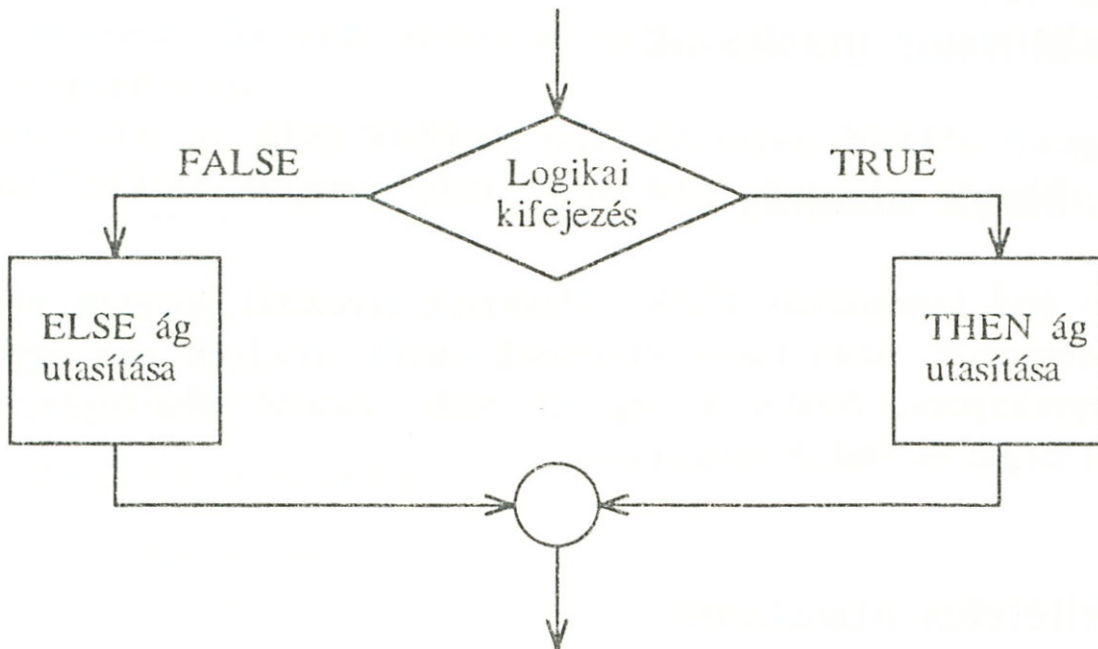 FALSE
Logikai
kifejezés
TRUE
ELSE ág
utasítása
THEN ág
utasítása